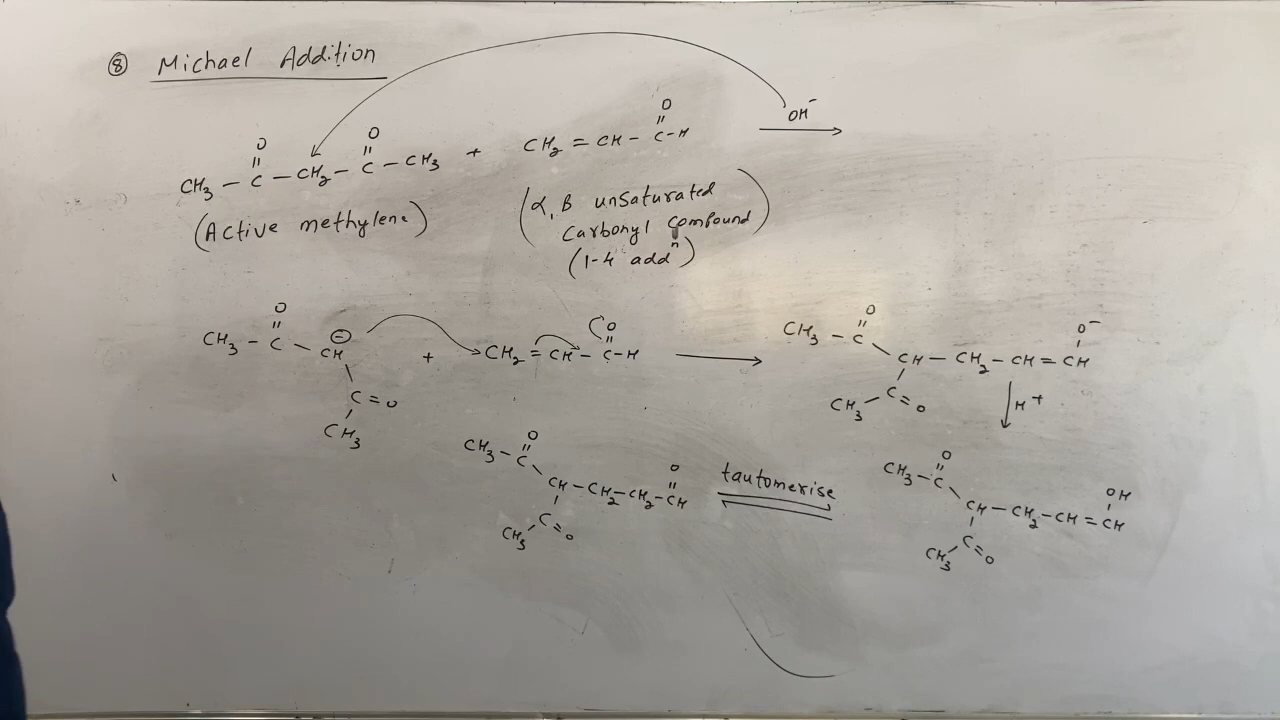 ⑧ Michael Addition
O O O OH⁻
CH₃ – C – CH₂ – C – CH₃ + CH₂ = CH – C – H
(Active methylene) (α, B unsaturated
carbonyl compound)
(1-4 addⁿ)
O O O O⁻
CH₃ – C – CH ⊖ + CH₂ = CH – C – H CH₃ – C CH – CH₂ – CH = CH
C = O CH₃ – C = O H⁺
CH₃
O O O OH
CH₃ – C CH – CH₂ – CH₂ – CH tautomerise CH₃ – C CH – CH₂ – CH = CH
CH₃ – C = O CH₃ – C = O